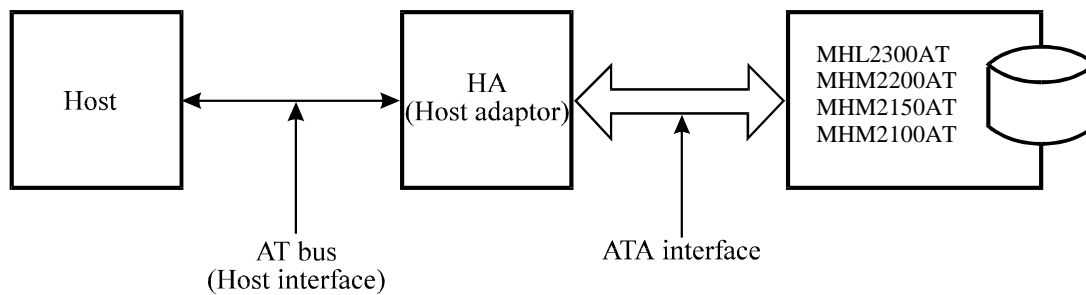 Host
HA
(Host adaptor)
MHL2300AT
MHM2200AT
MHM2150AT
MHM2100AT
AT bus
(Host interface)
ATA interface